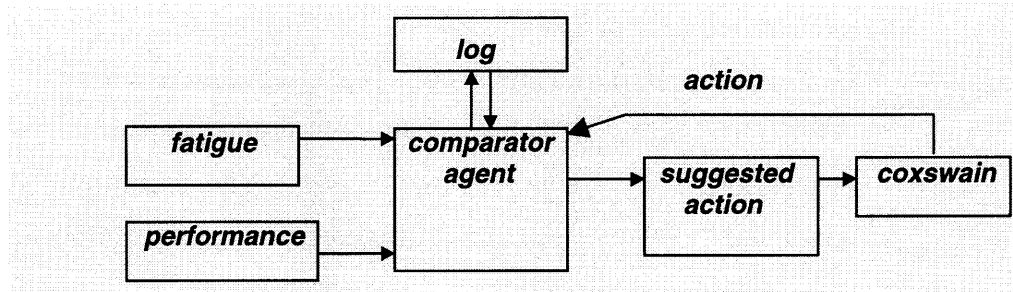 log
action
fatigue
comparator
agent
suggested
action
coxswain
performance